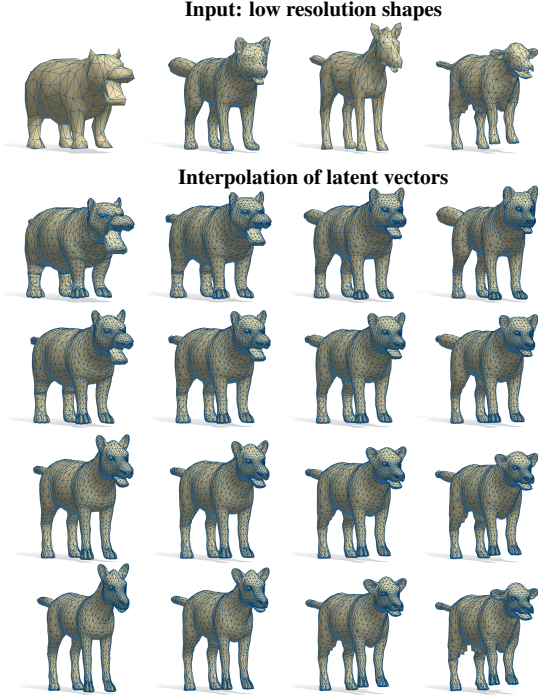 Input: low resolution shapes
Interpolation of latent vectors